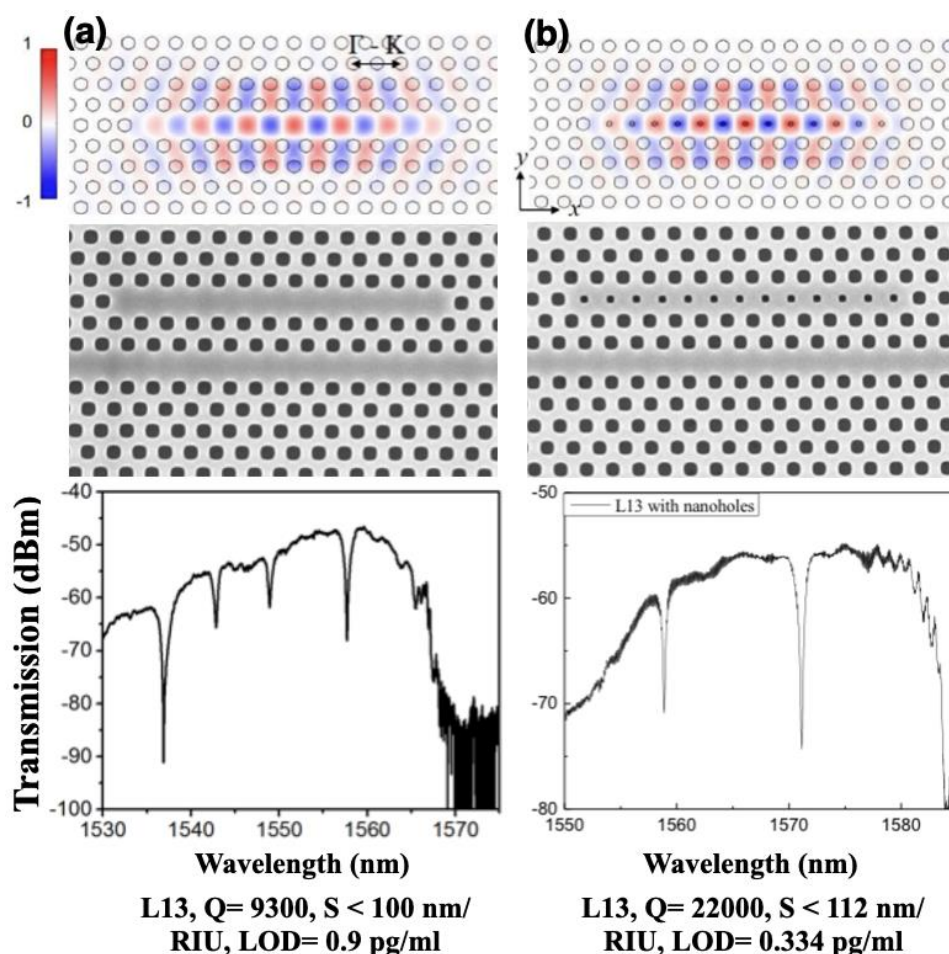 (a)
(b)
1
0
-1
Γ - K
y
x
Transmission (dBm)
-40
-50
-60
-70
-80
-90
-100
1530
1540
1550
1560
1570
Wavelength (nm)
L13, Q= 9300, S < 100 nm/
RIU, LOD= 0.9 pg/ml
-50
-60
-70
-80
L13 with nanoholes
1550
1560
1570
1580
Wavelength (nm)
L13, Q= 22000, S < 112 nm/
RIU, LOD= 0.334 pg/ml